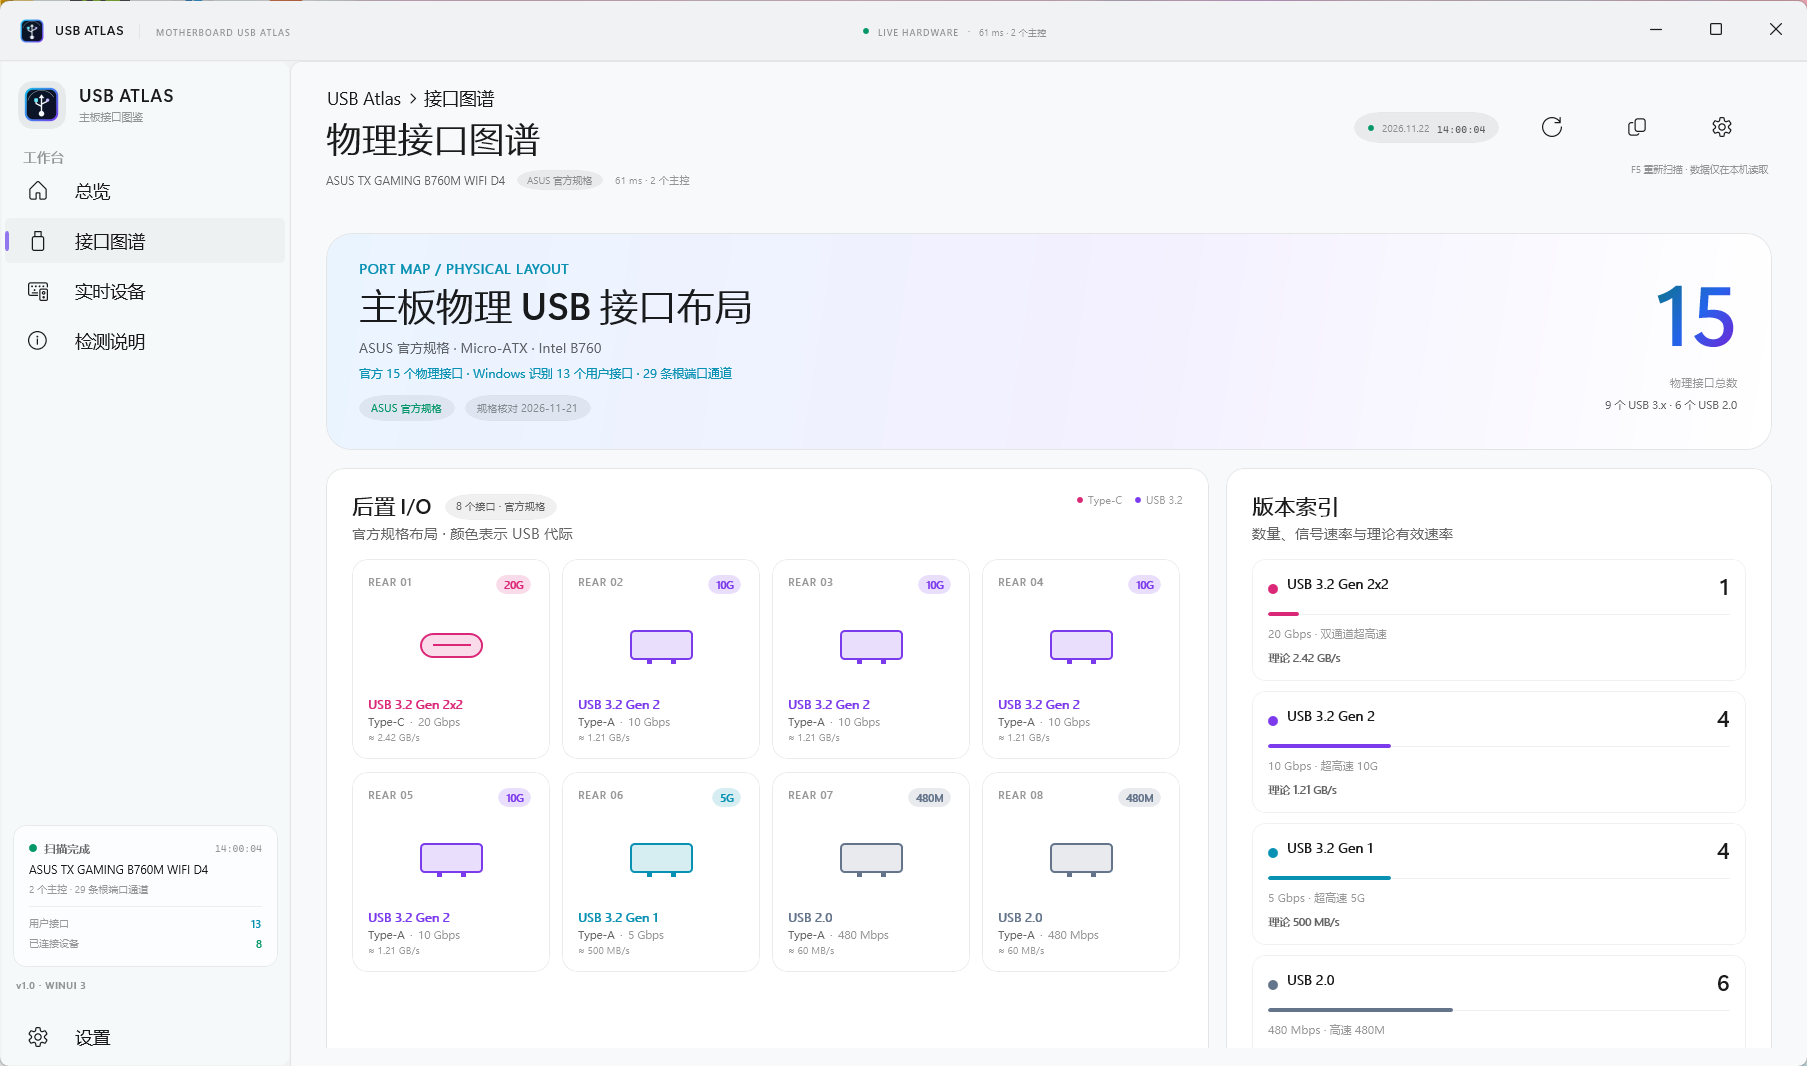 USB ATLAS
MOTHERBOARD USB ATLAS
LIVE HARDWARE · 61 ms · 2 个主控
USB ATLAS
主板接口图鉴
工作台
总览
接口图谱
实时设备
检测说明
扫描完成 14:00:04
ASUS TX GAMING B760M WIFI D4
2 个主控 · 29 条根端口通道
用户接口 13
已连接设备 8
v1.0 · WINUI 3
设置
USB Atlas > 接口图谱
物理接口图谱
ASUS TX GAMING B760M WIFI D4 ASUS 官方规格 61 ms · 2 个主控
2026.11.22 14:00:04
F5 重新扫描 · 数据仅在本机读取
PORT MAP / PHYSICAL LAYOUT
主板物理 USB 接口布局
ASUS 官方规格 · Micro-ATX · Intel B760
官方 15 个物理接口 · Windows 识别 13 个用户接口 · 29 条根端口通道
ASUS 官方规格 规格核对 2026-11-21
15
物理接口总数
9 个 USB 3.x · 6 个 USB 2.0
后置 I/O 8 个接口 · 官方规格
Type-C USB 3.2
官方规格布局 · 颜色表示 USB 代际
REAR 01 20G
USB 3.2 Gen 2x2
Type-C · 20 Gbps
≈ 2.42 GB/s
REAR 02 10G
USB 3.2 Gen 2
Type-A · 10 Gbps
≈ 1.21 GB/s
REAR 03 10G
USB 3.2 Gen 2
Type-A · 10 Gbps
≈ 1.21 GB/s
REAR 04 10G
USB 3.2 Gen 2
Type-A · 10 Gbps
≈ 1.21 GB/s
REAR 05 10G
USB 3.2 Gen 2
Type-A · 10 Gbps
≈ 1.21 GB/s
REAR 06 5G
USB 3.2 Gen 1
Type-A · 5 Gbps
≈ 500 MB/s
REAR 07 480M
USB 2.0
Type-A · 480 Mbps
≈ 60 MB/s
REAR 08 480M
USB 2.0
Type-A · 480 Mbps
≈ 60 MB/s
版本索引
数量、信号速率与理论有效速率
USB 3.2 Gen 2x2 1
20 Gbps · 双通道超高速
理论 2.42 GB/s
USB 3.2 Gen 2 4
10 Gbps · 超高速 10G
理论 1.21 GB/s
USB 3.2 Gen 1 4
5 Gbps · 超高速 5G
理论 500 MB/s
USB 2.0 6
480 Mbps · 高速 480M